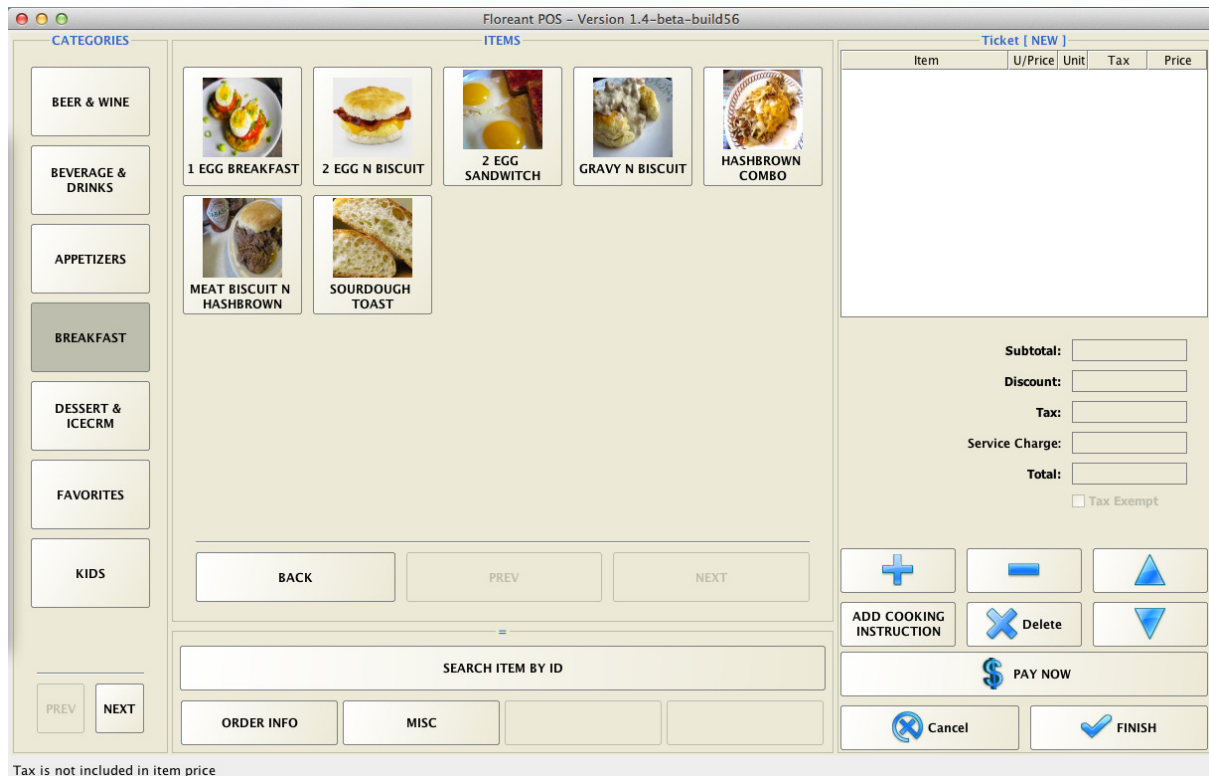 Floreant POS - Version 1.4-beta-build56
CATEGORIES
BEER & WINE
BEVERAGE &
DRINKS
APPETIZERS
BREAKFAST
DESSERT &
ICECRM
FAVORITES
KIDS
PREV NEXT
ITEMS
1 EGG BREAKFAST
2 EGG N BISCUIT
2 EGG
SANDWITCH
GRAVY N BISCUIT
HASHBROWN
COMBO
MEAT BISCUIT N
HASHBROWN
SOURDOUGH
TOAST
BACK PREV NEXT
=
SEARCH ITEM BY ID
ORDER INFO MISC
Ticket [ NEW ]
Item U/Price Unit Tax Price
Subtotal:
Discount:
Tax:
Service Charge:
Total:
Tax Exempt
ADD COOKING
INSTRUCTION
Delete
PAY NOW
Cancel FINISH
Tax is not included in item price